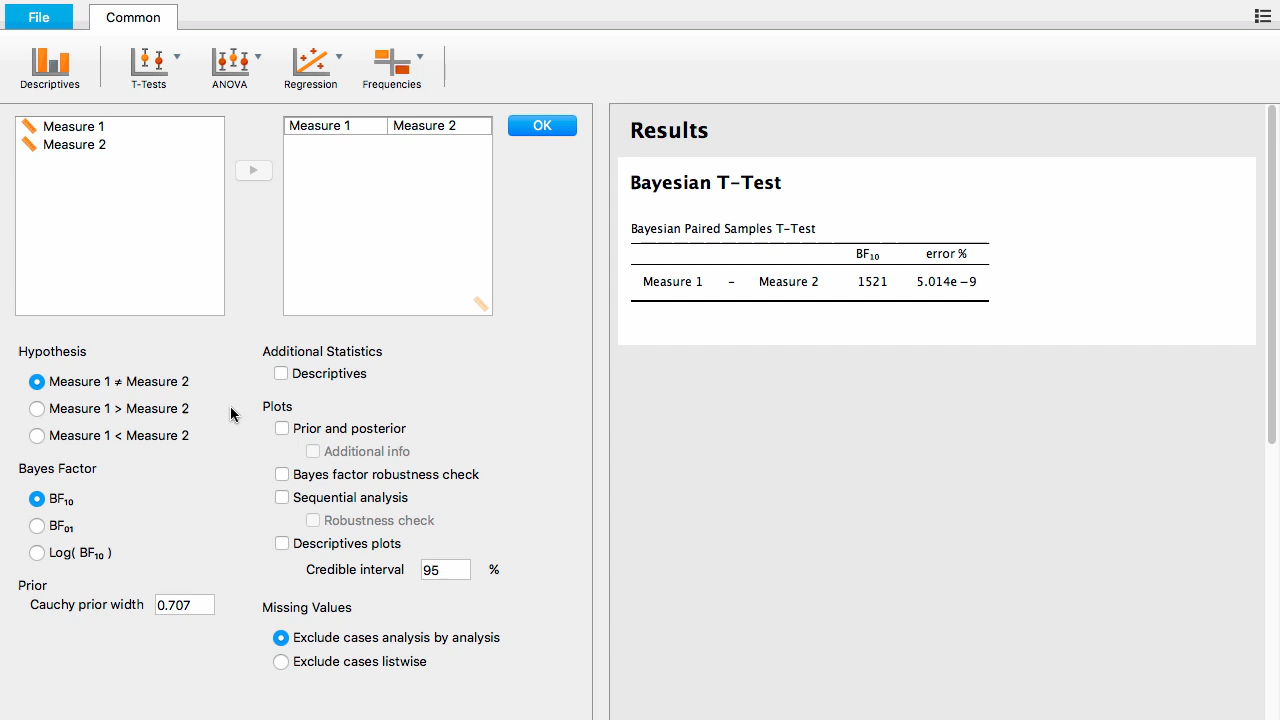 File
Common
Descriptives
T-Tests
ANOVA
Regression
Frequencies
Measure 1
Measure 2
Measure 1 Measure 2
OK
Hypothesis
Measure 1 ≠ Measure 2
Measure 1 > Measure 2
Measure 1 < Measure 2
Bayes Factor
BF₁₀
BF₀₁
Log( BF₁₀ )
Prior
Cauchy prior width 0.707
Additional Statistics
Descriptives
Plots
Prior and posterior
Additional info
Bayes factor robustness check
Sequential analysis
Robustness check
Descriptives plots
Credible interval 95 %
Missing Values
Exclude cases analysis by analysis
Exclude cases listwise
Results
Bayesian T-Test
Bayesian Paired Samples T-Test
BF₁₀ error %
Measure 1 - Measure 2 1521 5.014e -9